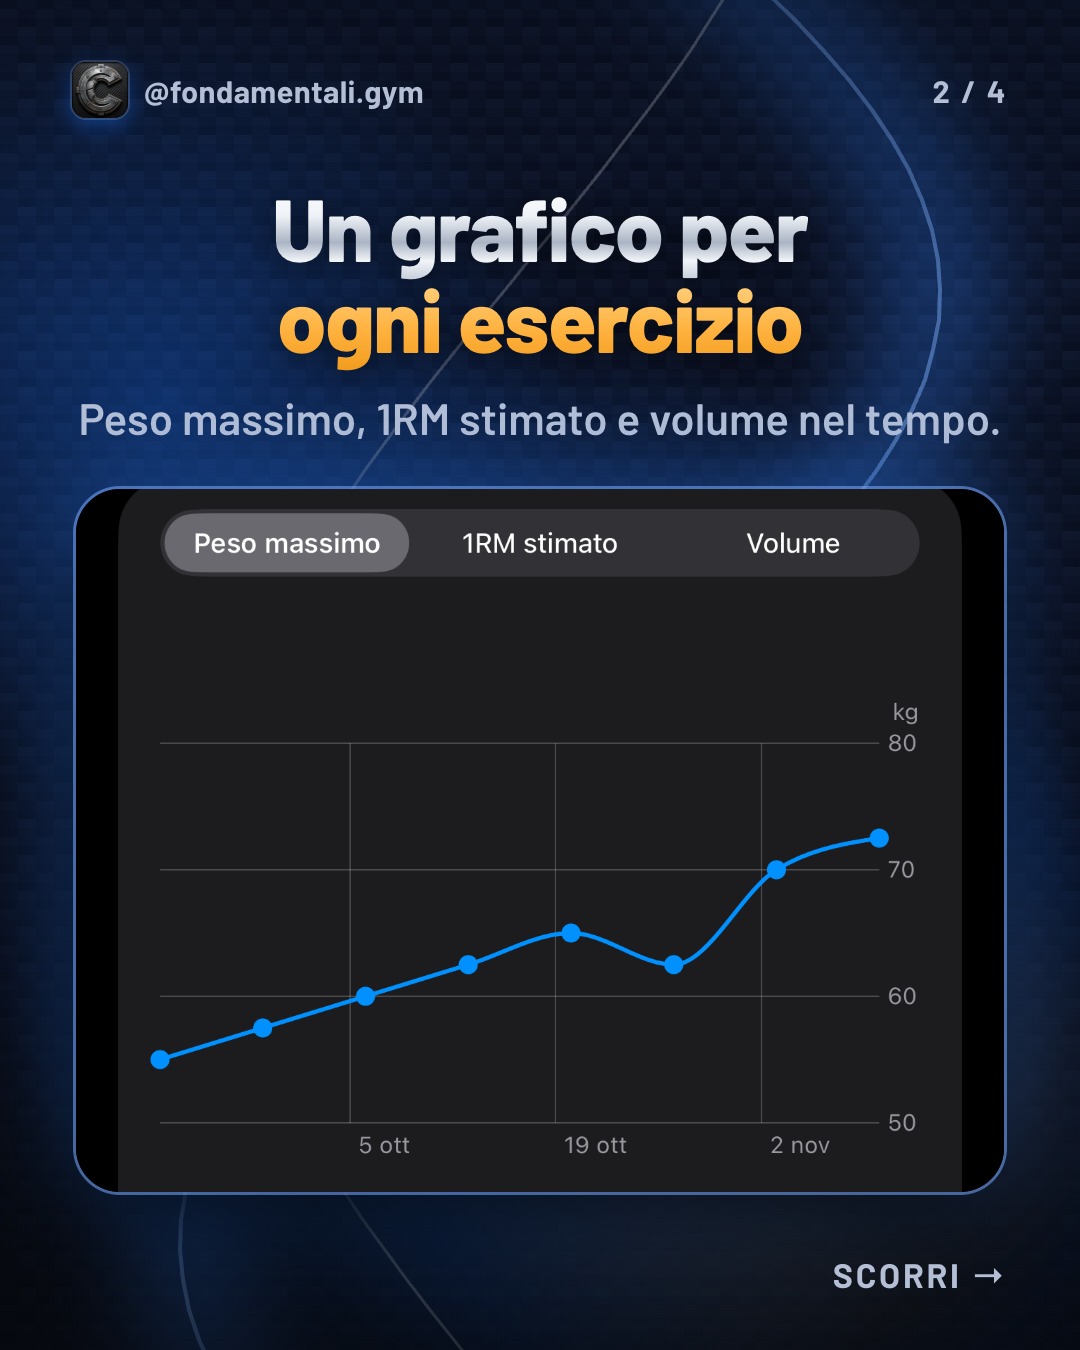 @fondamentali.gym
2 / 4
Un grafico per
ogni esercizio
Peso massimo, 1RM stimato e volume nel tempo.
Peso massimo 1RM stimato Volume
kg
80
70
60
50
5 ott 19 ott 2 nov
SCORRI →